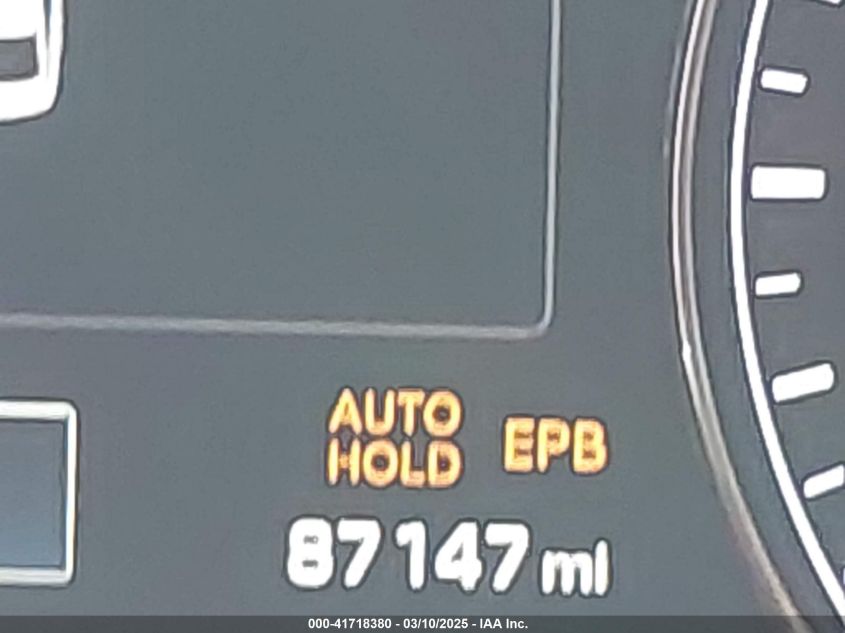 AUTO
HOLD
EPB
87147 mi
000-41718380 - 03/10/2025 - IAA Inc.